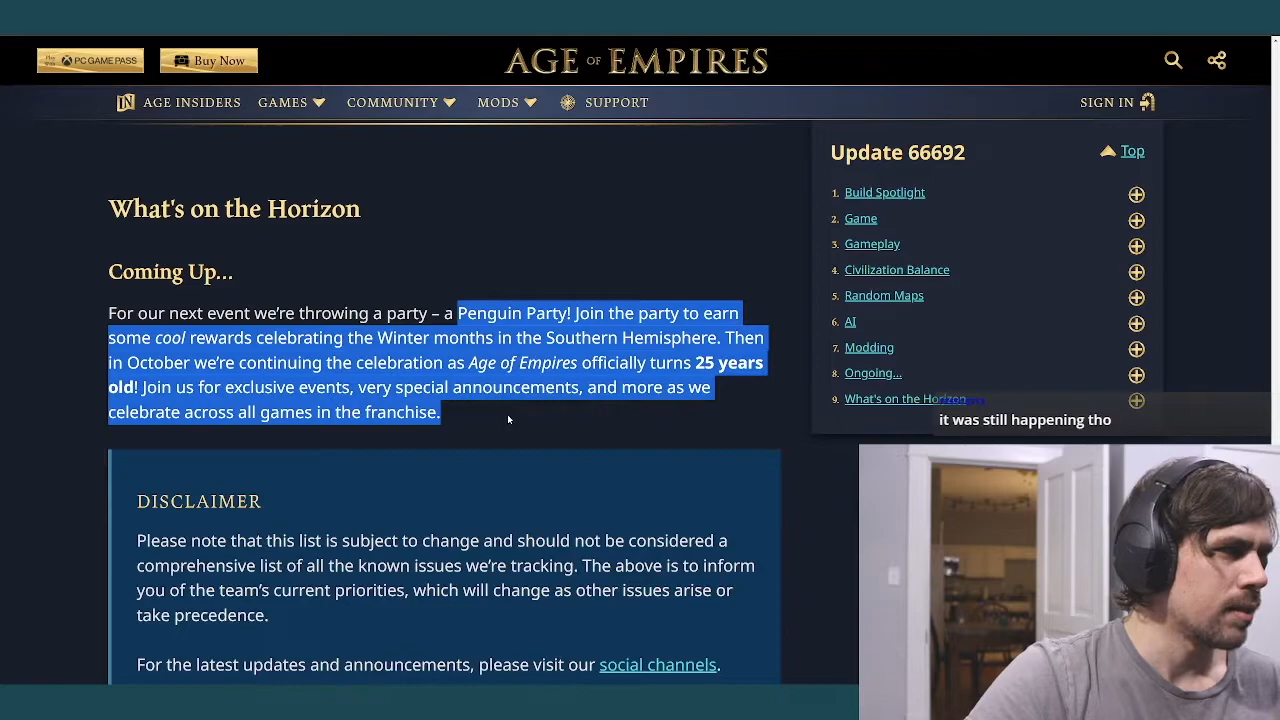 PC GAME PASS
Buy Now
AGE OF EMPIRES
AGE INSIDERS
GAMES
COMMUNITY
MODS
SUPPORT
SIGN IN
What's on the Horizon
Coming Up...
For our next event we're throwing a party – a Penguin Party! Join the party to earn
some cool rewards celebrating the Winter months in the Southern Hemisphere. Then
in October we're continuing the celebration as Age of Empires officially turns 25 years
old! Join us for exclusive events, very special announcements, and more as we
celebrate across all games in the franchise.
DISCLAIMER
Please note that this list is subject to change and should not be considered a
comprehensive list of all the known issues we're tracking. The above is to inform
you of the team's current priorities, which will change as other issues arise or
take precedence.
For the latest updates and announcements, please visit our social channels.
Update 66692
Top
1. Build Spotlight
2. Game
3. Gameplay
4. Civilization Balance
5. Random Maps
6. AI
7. Modding
8. Ongoing...
9. What's on the Horizon
it was still happening tho